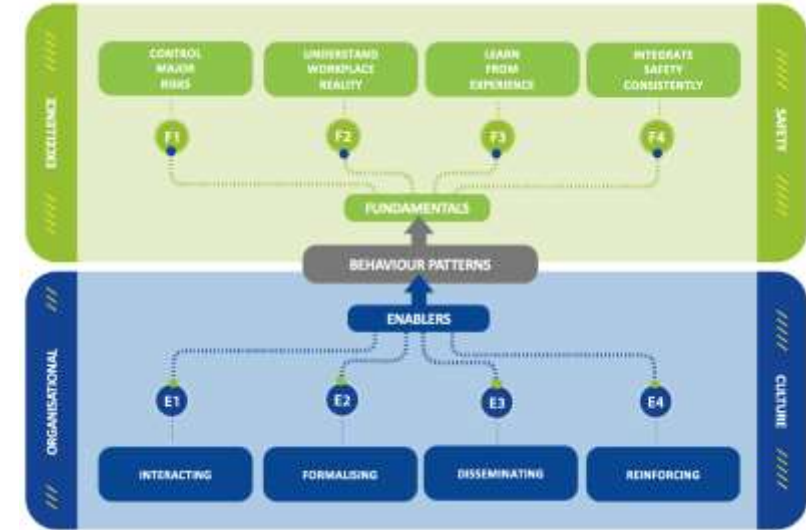 CONTROL
MAJOR
RISKS
UNDERSTAND
WORKPLACE
REALITY
LEARN
FROM
EXPERIENCE
INTEGRATE
SAFETY
CONSISTENTLY
EXCELLENCE
SAFETY
F1
F2
F3
F4
FUNDAMENTALS
BEHAVIOUR PATTERNS
ENABLERS
ORGANISATIONAL
CULTURE
E1
E2
E3
E4
INTERACTING
FORMALISING
DISSEMINATING
REINFORCING